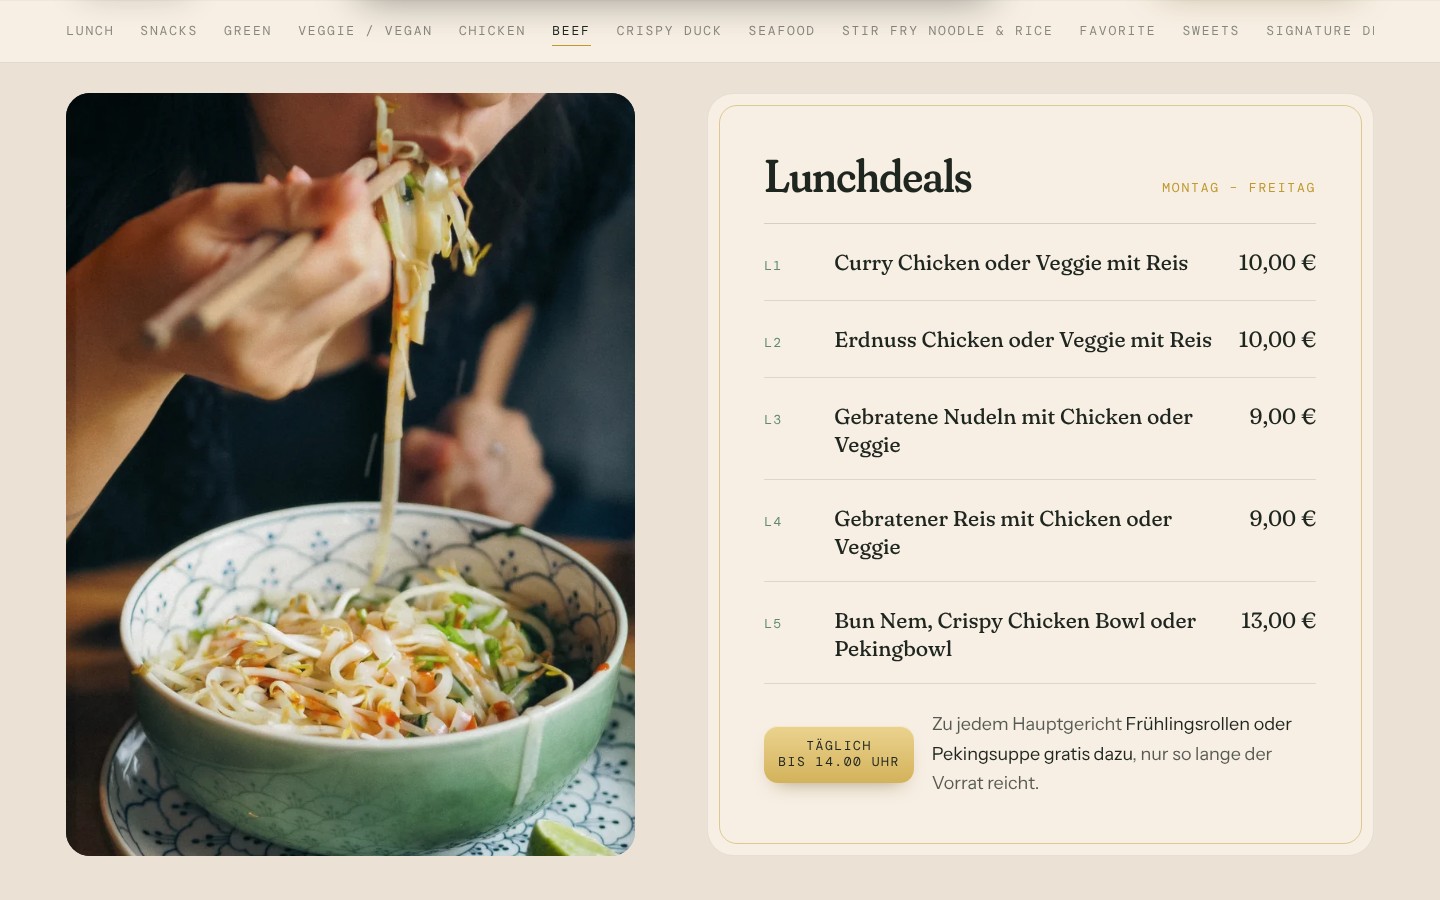 LUNCH SNACKS GREEN VEGGIE / VEGAN CHICKEN BEEF CRISPY DUCK SEAFOOD STIR FRY NOODLE & RICE FAVORITE SWEETS SIGNATURE
Lunchdeals
MONTAG – FREITAG
L1 Curry Chicken oder Veggie mit Reis 10,00 €
L2 Erdnuss Chicken oder Veggie mit Reis 10,00 €
L3 Gebratene Nudeln mit Chicken oder 9,00 €
Veggie
L4 Gebratener Reis mit Chicken oder 9,00 €
Veggie
L5 Bun Nem, Crispy Chicken Bowl oder 13,00 €
Pekingbowl
TÄGLICH
BIS 14.00 UHR
Zu jedem Hauptgericht Frühlingsrollen oder
Pekingsuppe gratis dazu, nur so lange der
Vorrat reicht.